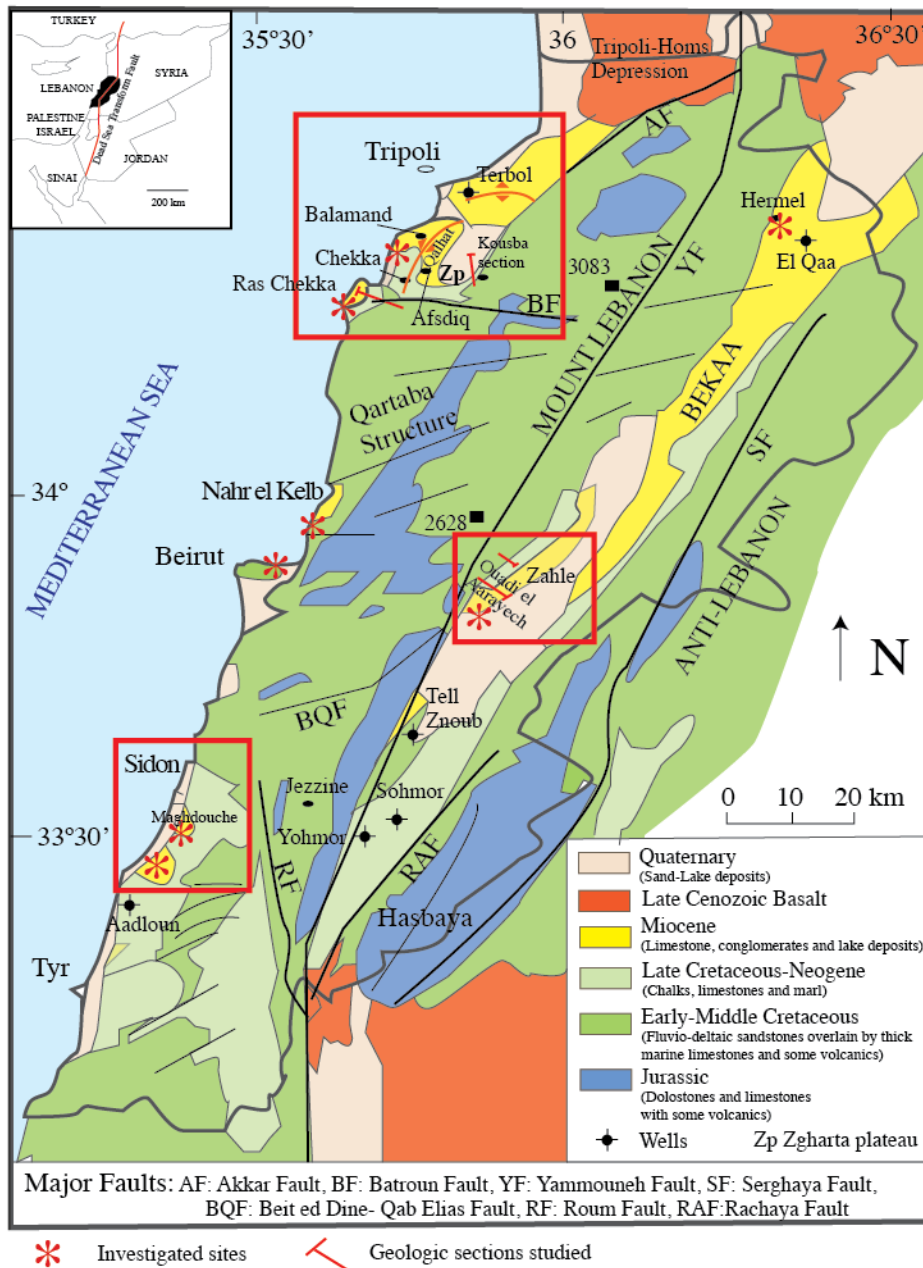 TURKEY
LEBANON
SYRIA
PALESTINE
ISRAEL
Dead Sea Transform Fault
JORDAN
SINAI
200 km
35°30'
36
36°30'
Tripoli-Homs
Depression
AF
Tripoli
Terbol
Balamand
Qalhat
Chekka
Kousba
section
Zp
Ras Chekka
Afsdiq
BF
3083
Hermel
El Qaa
MOUNT LEBANON
YF
BEKAA
SF
Qartaba
Structure
MEDITERRANEAN SEA
34°
Nahr el Kelb
2628
Beirut
Zahle
Ouadi el
Aarayech
ANTI-LEBANON
N
BQF
Tell
Znoub
Sidon
Maghdouche
Jezzine
Sohmor
Yohmor
33°30'
RF
RAF
Hasbaya
Aadloun
Tyr
0 10 20 km
Quaternary
(Sand-Lake deposits)
Late Cenozoic Basalt
Miocene
(Limestone, conglomerates and lake deposits)
Late Cretaceous-Neogene
(Chalks, limestones and marl)
Early-Middle Cretaceous
(Fluvio-deltaic sandstones overlain by thick
marine limestones and some volcanics)
Jurassic
(Dolostones and limestones
with some volcanics)
Wells Zp Zgharta plateau
Major Faults: AF: Akkar Fault, BF: Batroun Fault, YF: Yammouneh Fault, SF: Serghaya Fault,
BQF: Beit ed Dine- Qab Elias Fault, RF: Roum Fault, RAF:Rachaya Fault
Investigated sites Geologic sections studied